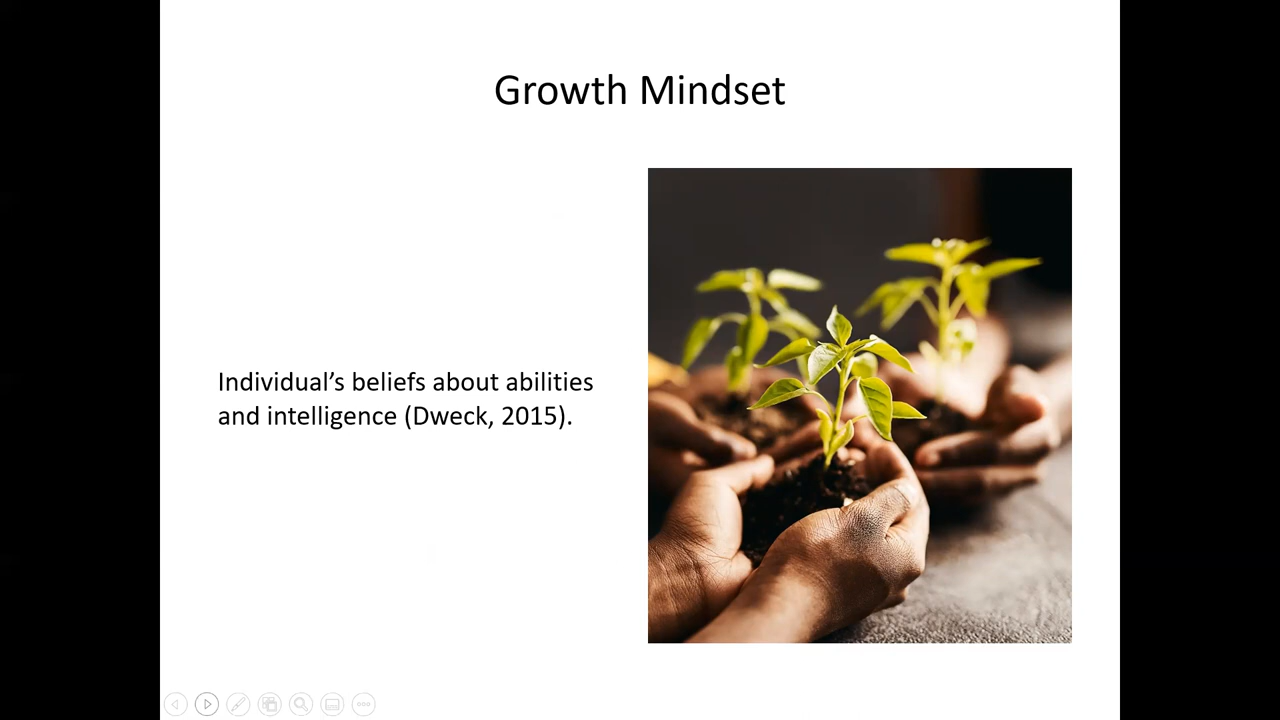 Growth Mindset
Individual’s beliefs about abilities
and intelligence (Dweck, 2015).